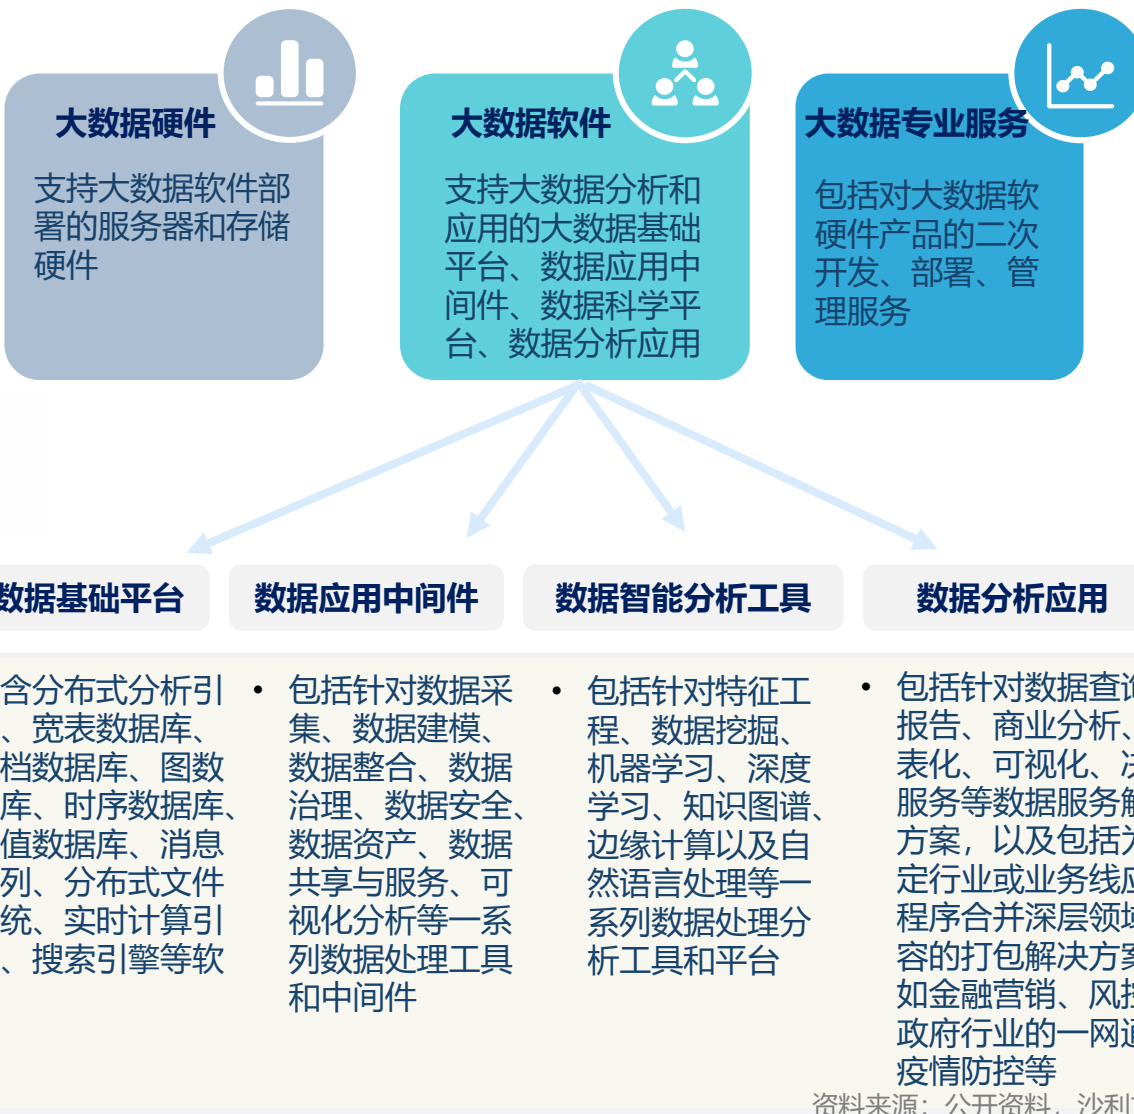 大数据硬件
支持大数据软件部
署的服务器和存储
硬件
大数据软件
支持大数据分析和
应用的大数据基础
平台、数据应用中
间件、数据科学平
台、数据分析应用
大数据专业服务
包括对大数据软
硬件产品的二次
开发、部署、管
理服务
数据基础平台
含分布式分析引
、宽表数据库、
档数据库、图数
库、时序数据库、
值数据库、消息
列、分布式文件
统、实时计算引
、搜索引擎等软
数据应用中间件
• 包括针对数据采
集、数据建模、
数据整合、数据
治理、数据安全、
数据资产、数据
共享与服务、可
视化分析等一系
列数据处理工具
和中间件
数据智能分析工具
• 包括针对特征工
程、数据挖掘、
机器学习、深度
学习、知识图谱、
边缘计算以及自
然语言处理等一
系列数据处理分
析工具和平台
数据分析应用
• 包括针对数据查询
报告、商业分析、
表化、可视化、决
服务等数据服务解
方案，以及包括为
定行业或业务线应
程序合并深层领域
容的打包解决方案
如金融营销、风控
政府行业的一网通
疫情防控等
资料来源：公开资料，沙利